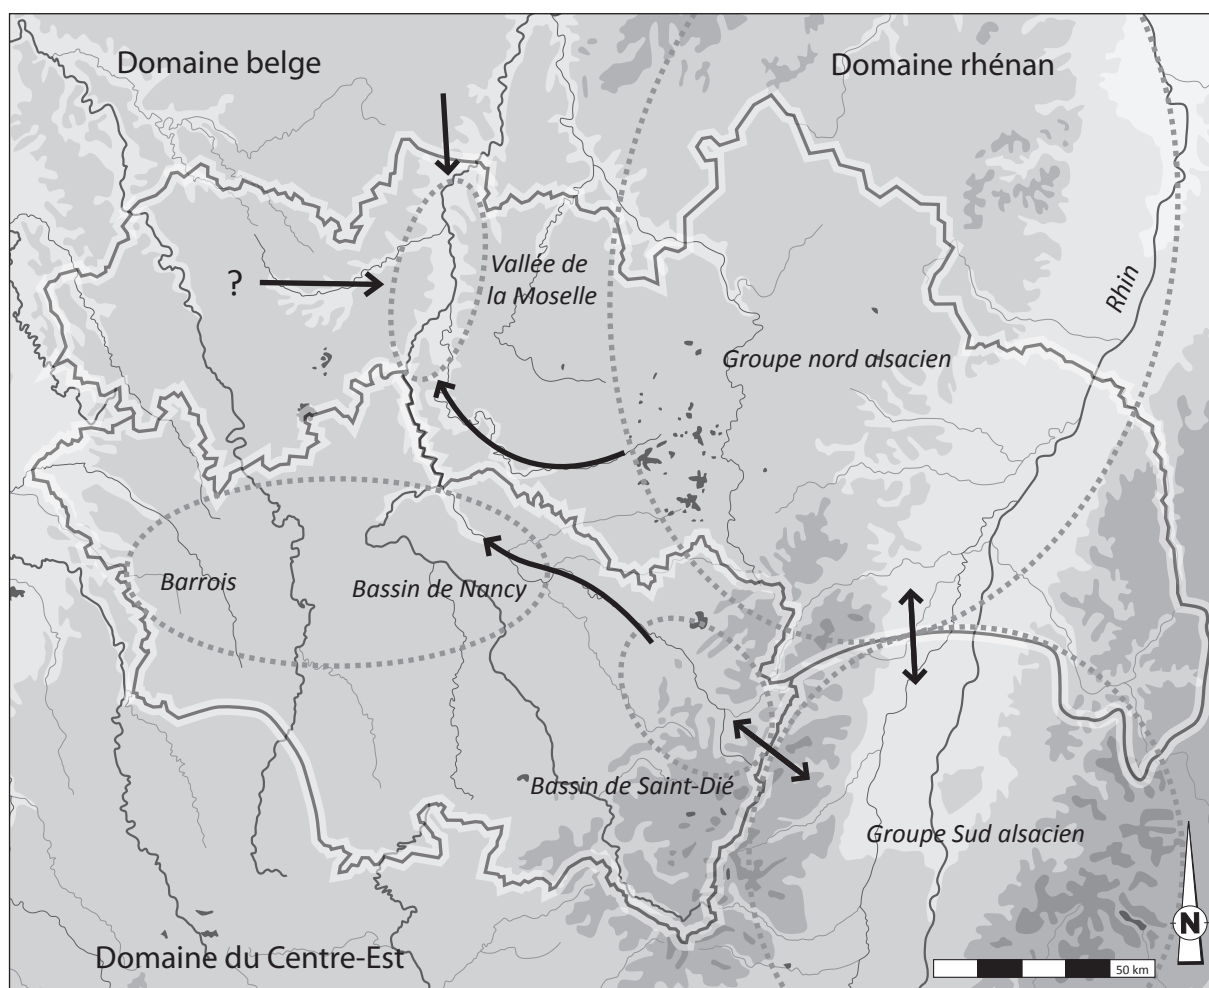 Domaine belge
Domaine rhénan
Vallée de
la Moselle
?
Rhin
Groupe nord alsacien
Barrois
Bassin de Nancy
Bassin de Saint-Dié
Groupe Sud alsacien
N
Domaine du Centre-Est
50 km